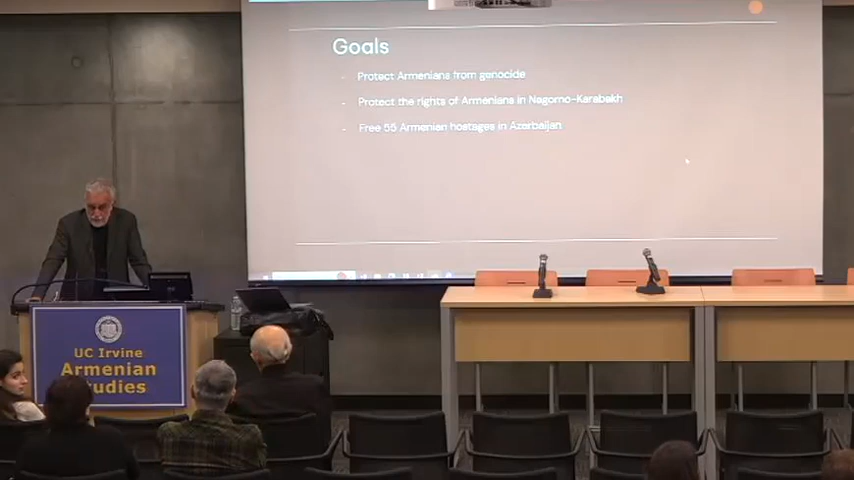 Goals
- Protect Armenians from genocide
- Protect the rights of Armenians in Nagorno-Karabakh
- Free 55 Armenian hostages in Azerbaijan
UC Irvine
Armenian
Studies